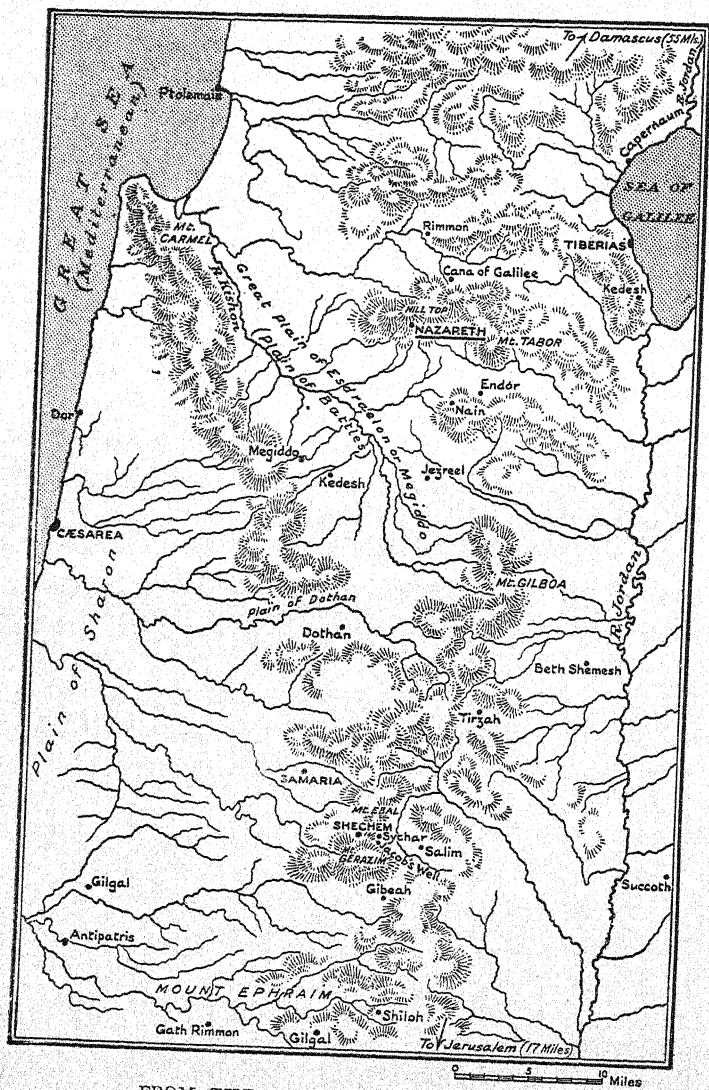 To Damascus (55 Mls.)
R. Jordan
Capernaum
Ptolemais
GREAT SEA
(Mediterranean)
SEA OF
GALILEE
Mt.
CARMEL
R. Kishon
Rimmon
TIBERIAS
Cana of Galilee
Kedesh
HILL TOP
NAZARETH
Mt. TABOR
Great Plain of Esdraelon or Megiddo
(Plain of Battles)
Endor
Nain
Dor
Megiddo
Kedesh
Jezreel
CÆSAREA
Mt. GILBOA
R. Jordan
Plain of Dothan
Dothan
Beth Shemesh
Plain of Sharon
Tirzah
SAMARIA
Mt. EBAL
SHECHEM
Sychar
GERAZIM
Jacob's Well
Salim
Gilgal
Gibeah
Succoth
Antipatris
MOUNT EPHRAIM
Shiloh
Gath Rimmon
Gilgal
To Jerusalem (17 Miles)
0 5 10 Miles
FROM THE